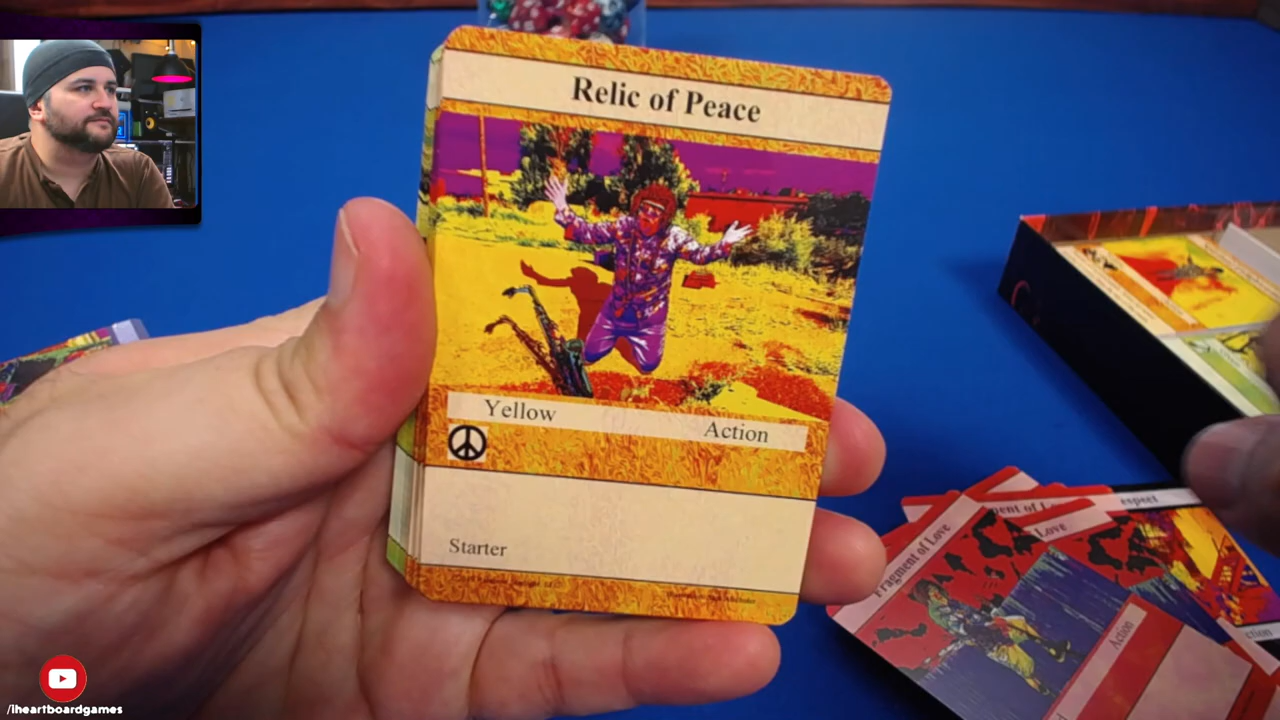 Relic of Peace
Yellow
Action
Starter
Fragment of Love
Love
Action
/Iheartboardgames